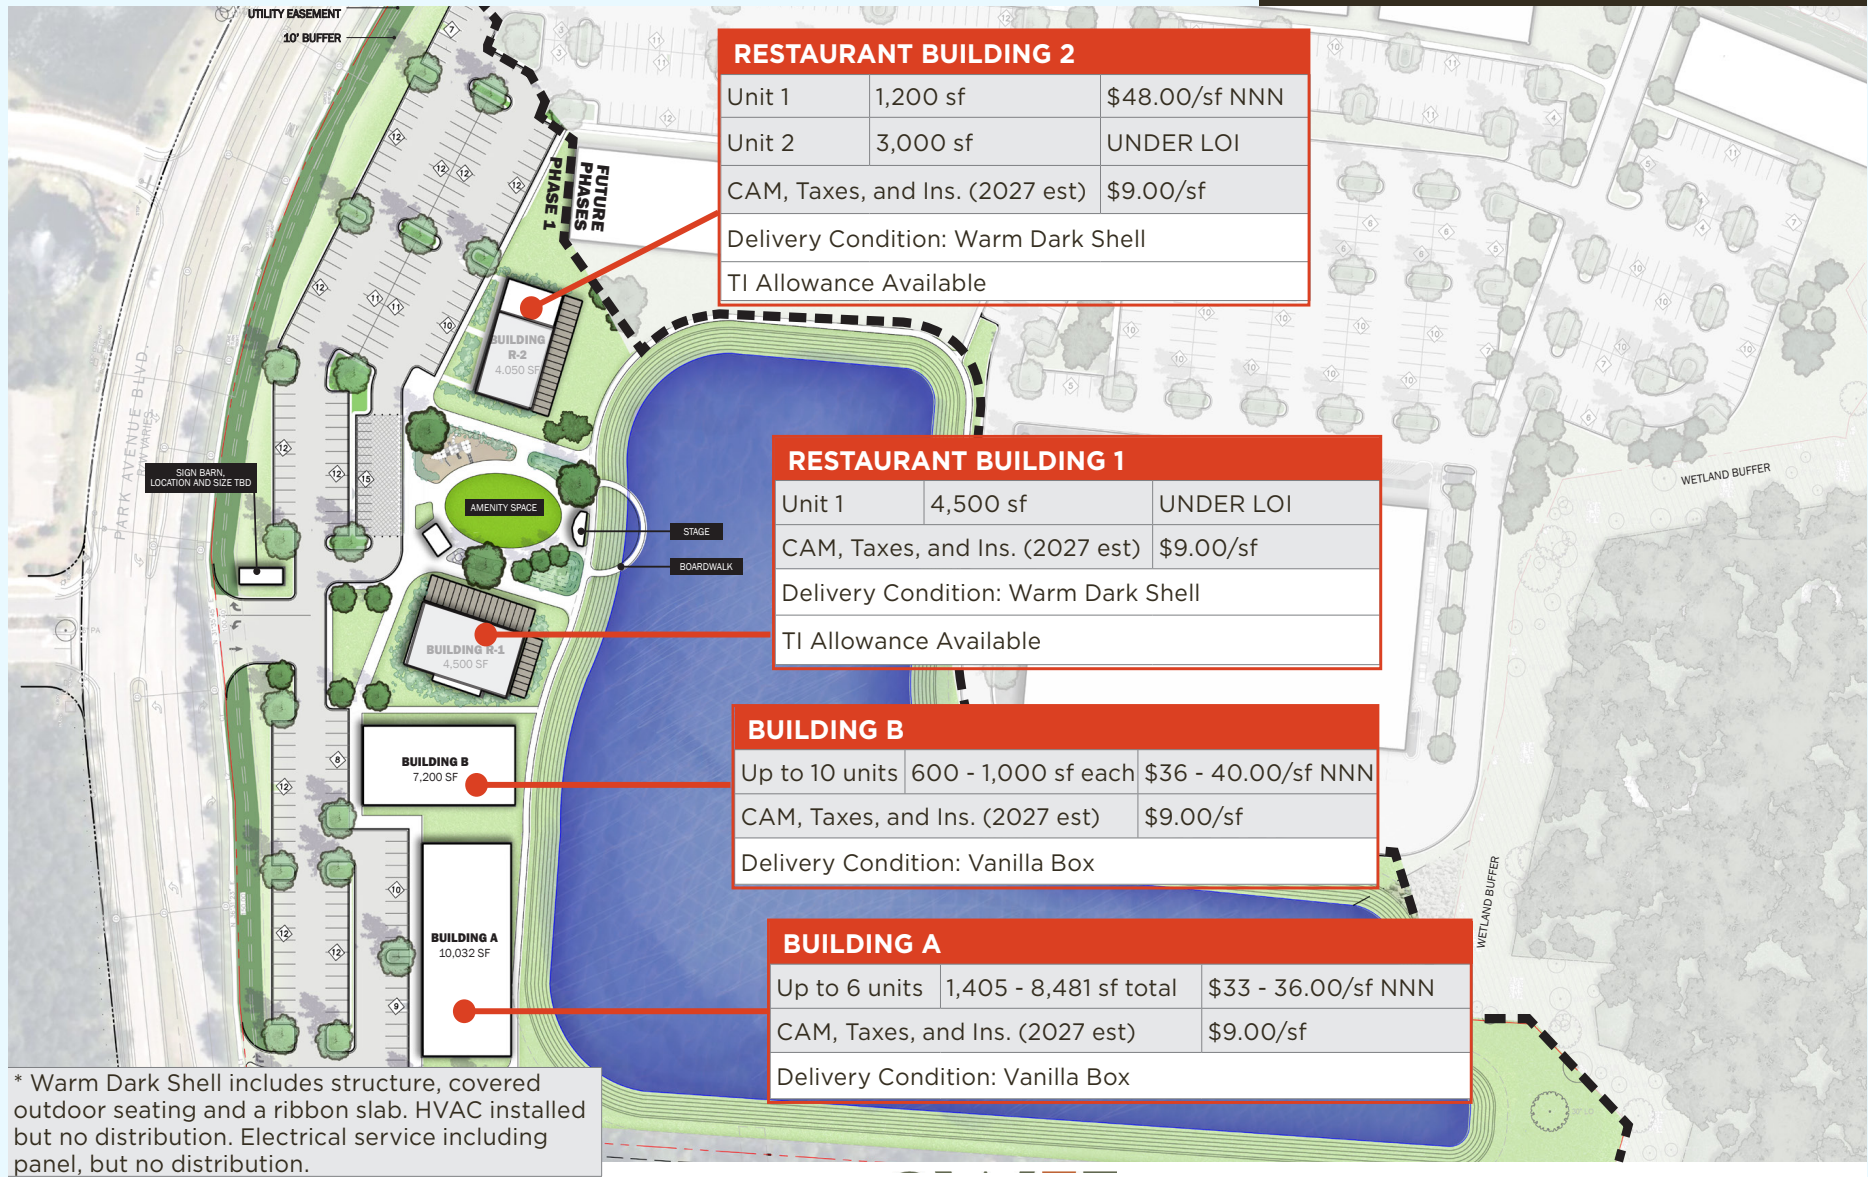 UTILITY EASEMENT
10' BUFFER
FUTURE
PHASES
PHASE 1
RESTAURANT BUILDING 2
Unit 1 1,200 sf $48.00/sf NNN
Unit 2 3,000 sf UNDER LOI
CAM, Taxes, and Ins. (2027 est) $9.00/sf
Delivery Condition: Warm Dark Shell
TI Allowance Available
BUILDING
R-2
4,050 SF
PARK AVENUE BLVD.
SIGN BARN,
LOCATION AND SIZE TBD
AMENITY SPACE
STAGE
BOARDWALK
RESTAURANT BUILDING 1
Unit 1 4,500 sf UNDER LOI
CAM, Taxes, and Ins. (2027 est) $9.00/sf
Delivery Condition: Warm Dark Shell
TI Allowance Available
BUILDING R-1
4,500 SF
WETLAND BUFFER
BUILDING B
7,200 SF
BUILDING B
Up to 10 units 600 - 1,000 sf each $36 - 40.00/sf NNN
CAM, Taxes, and Ins. (2027 est) $9.00/sf
Delivery Condition: Vanilla Box
WETLAND BUFFER
BUILDING A
10,032 SF
BUILDING A
Up to 6 units 1,405 - 8,481 sf total $33 - 36.00/sf NNN
CAM, Taxes, and Ins. (2027 est) $9.00/sf
Delivery Condition: Vanilla Box
* Warm Dark Shell includes structure, covered
outdoor seating and a ribbon slab. HVAC installed
but no distribution. Electrical service including
panel, but no distribution.